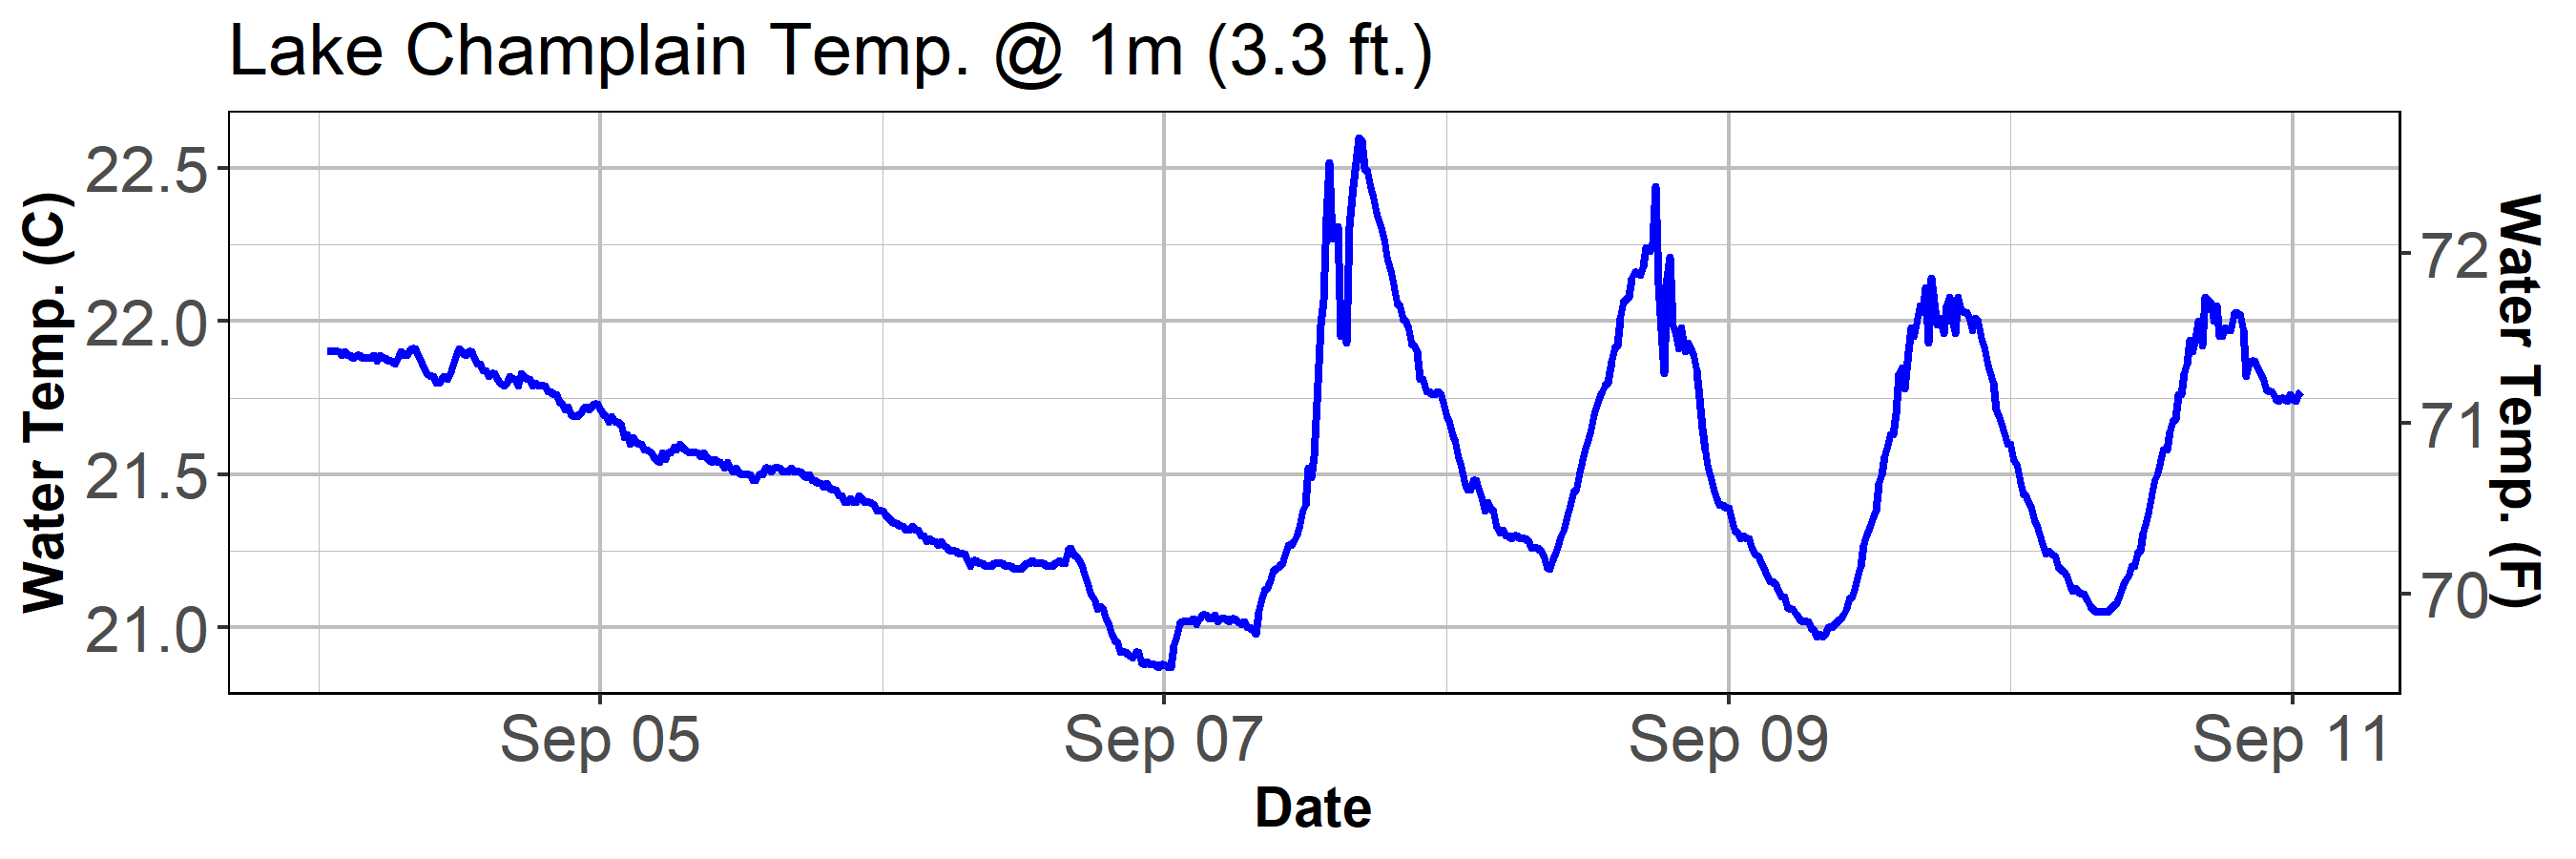 Lake Champlain Temp. @ 1m (3.3 ft.)
Water Temp. (C)
22.5
22.0
21.5
21.0
72
71
70
Water Temp. (F)
Sep 05 Sep 07 Sep 09 Sep 11
Date